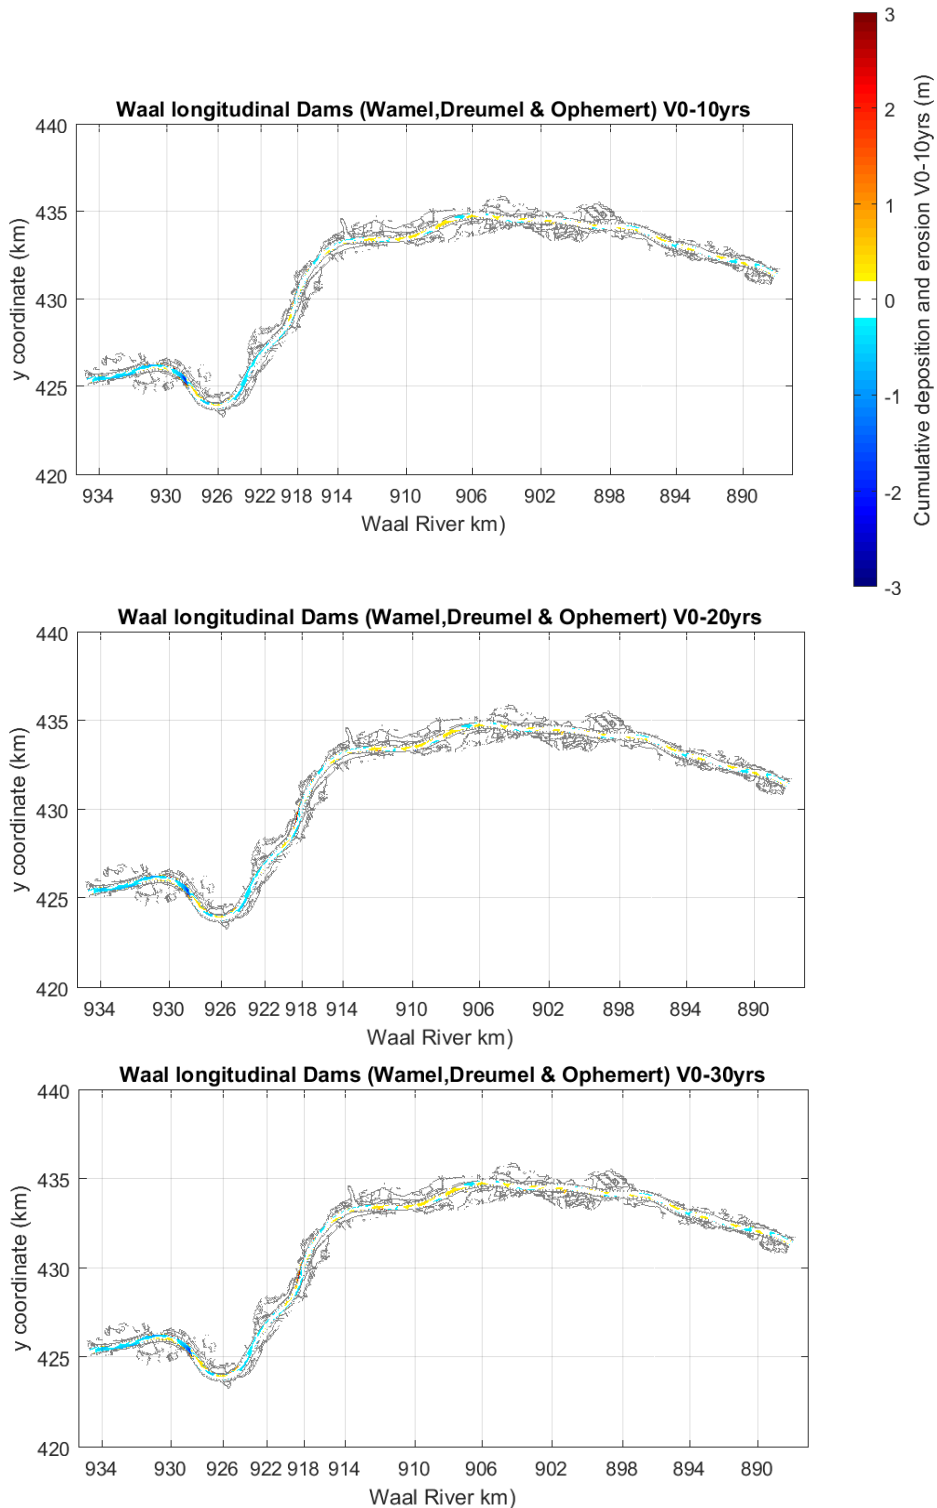 Waal longitudinal Dams (Wamel,Dreumel & Ophemert) V0-10yrs
440
435
430
425
420
y coordinate (km)
934 930 926 922 918 914 910 906 902 898 894 890
Waal River km)
3
2
1
0
-1
-2
-3
Cumulative deposition and erosion V0-10yrs (m)
Waal longitudinal Dams (Wamel,Dreumel & Ophemert) V0-20yrs
440
435
430
425
420
y coordinate (km)
934 930 926 922 918 914 910 906 902 898 894 890
Waal River km)
Waal longitudinal Dams (Wamel,Dreumel & Ophemert) V0-30yrs
440
435
430
425
420
y coordinate (km)
934 930 926 922 918 914 910 906 902 898 894 890
Waal River km)